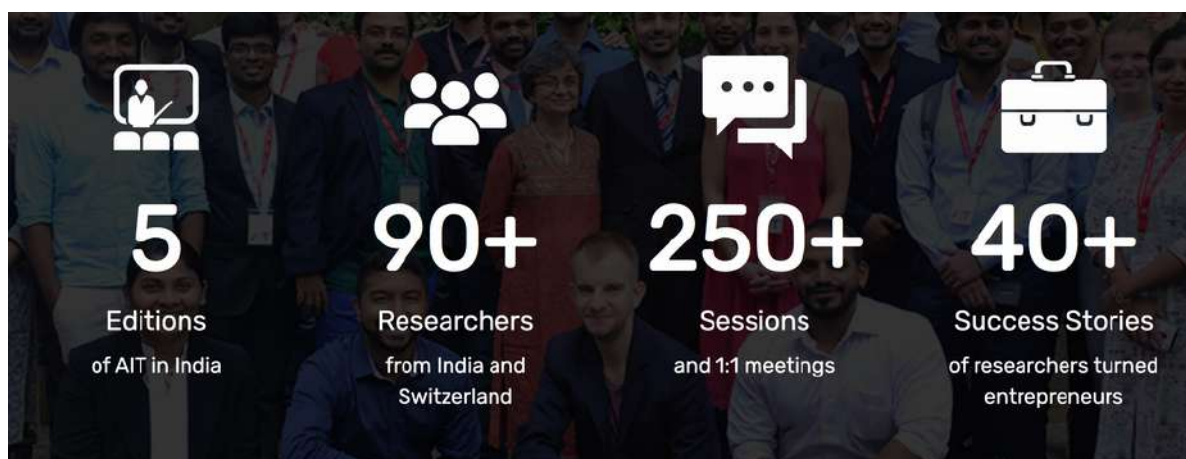 5
Editions
of AIT in India
90+
Researchers
from India and
Switzerland
250+
Sessions
and 1:1 meetings
40+
Success Stories
of researchers turned
entrepreneurs